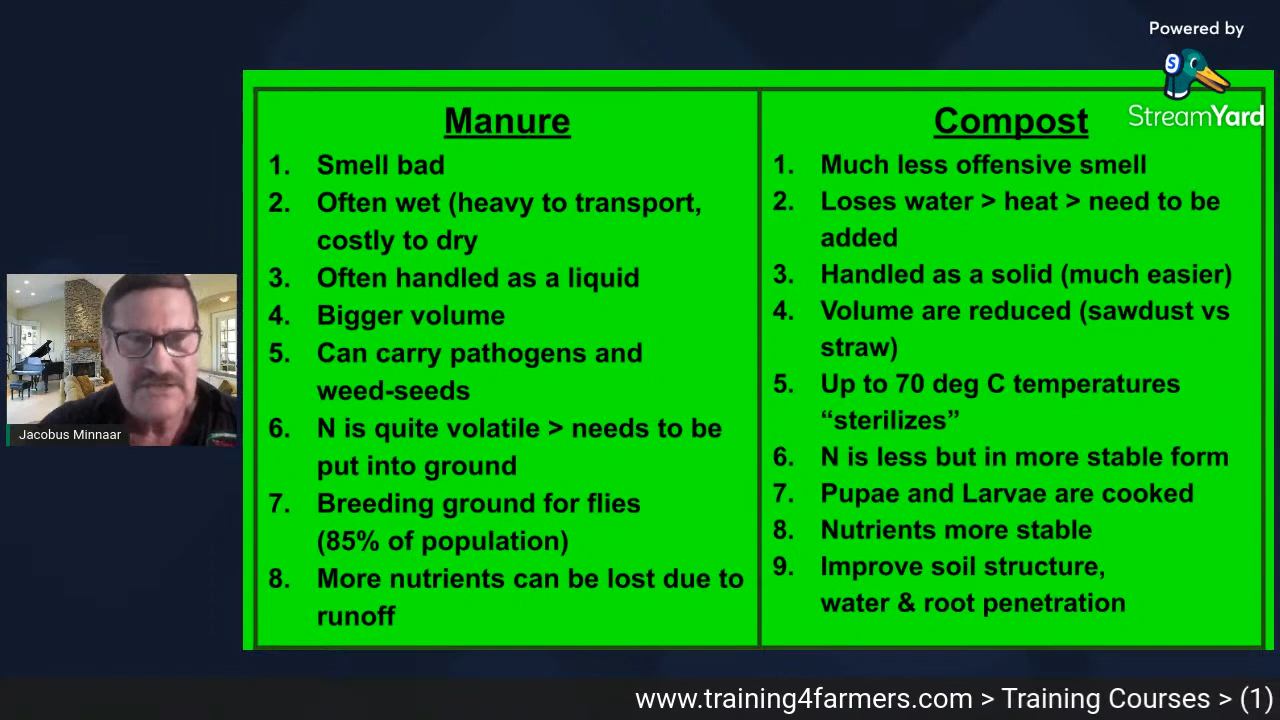 Powered by
StreamYard
Manure
1. Smell bad
2. Often wet (heavy to transport,
costly to dry
3. Often handled as a liquid
4. Bigger volume
5. Can carry pathogens and
weed-seeds
6. N is quite volatile > needs to be
put into ground
7. Breeding ground for flies
(85% of population)
8. More nutrients can be lost due to
runoff
Compost
1. Much less offensive smell
2. Loses water > heat > need to be
added
3. Handled as a solid (much easier)
4. Volume are reduced (sawdust vs
straw)
5. Up to 70 deg C temperatures
“sterilizes”
6. N is less but in more stable form
7. Pupae and Larvae are cooked
8. Nutrients more stable
9. Improve soil structure,
water & root penetration
Jacobus Minnaar
www.training4farmers.com > Training Courses > (1)